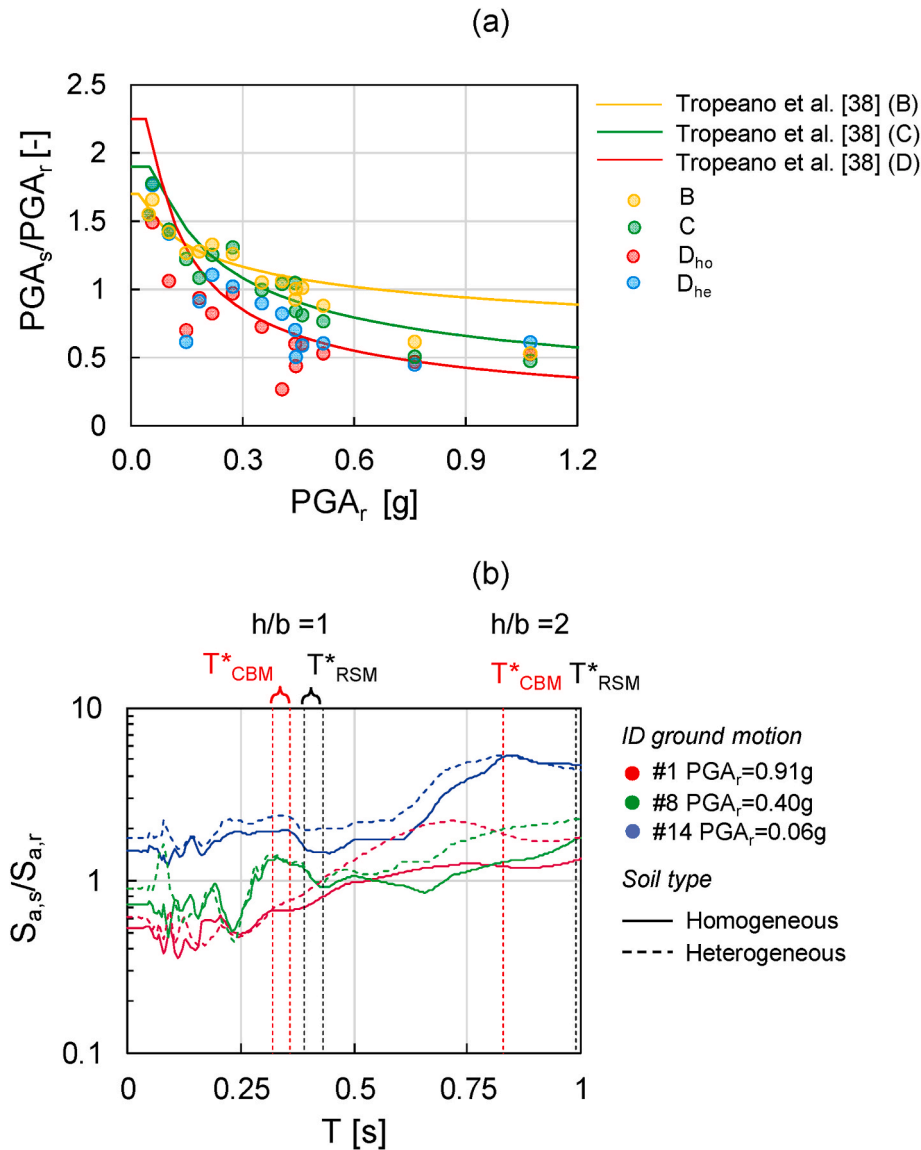 (a)
PGAs/PGAr [-]
2.5
2
1.5
1
0.5
0
0.0 0.3 0.6 0.9 1.2
PGAr [g]
Tropeano et al. [38] (B)
Tropeano et al. [38] (C)
Tropeano et al. [38] (D)
B
C
Dho
Dhe
(b)
h/b =1 h/b =2
T*CBM T*RSM T*CBM T*RSM
Sa,s/Sa,r
10
1
0.1
0 0.25 0.5 0.75 1
T [s]
ID ground motion
#1 PGAr=0.91g
#8 PGAr=0.40g
#14 PGAr=0.06g
Soil type
Homogeneous
Heterogeneous